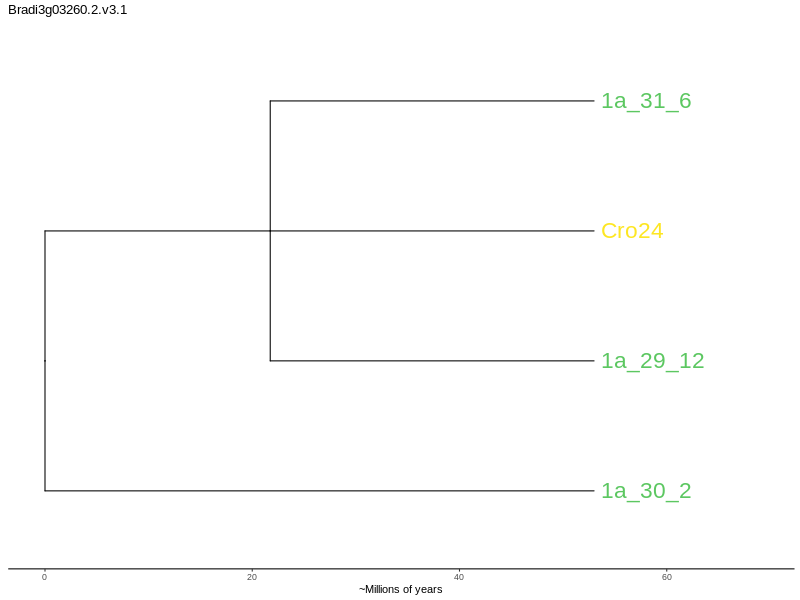 Bradi3g03260.2.v3.1
1a_31_6
Cro24
1a_29_12
1a_30_2
0 20 40 60
~Millions of years